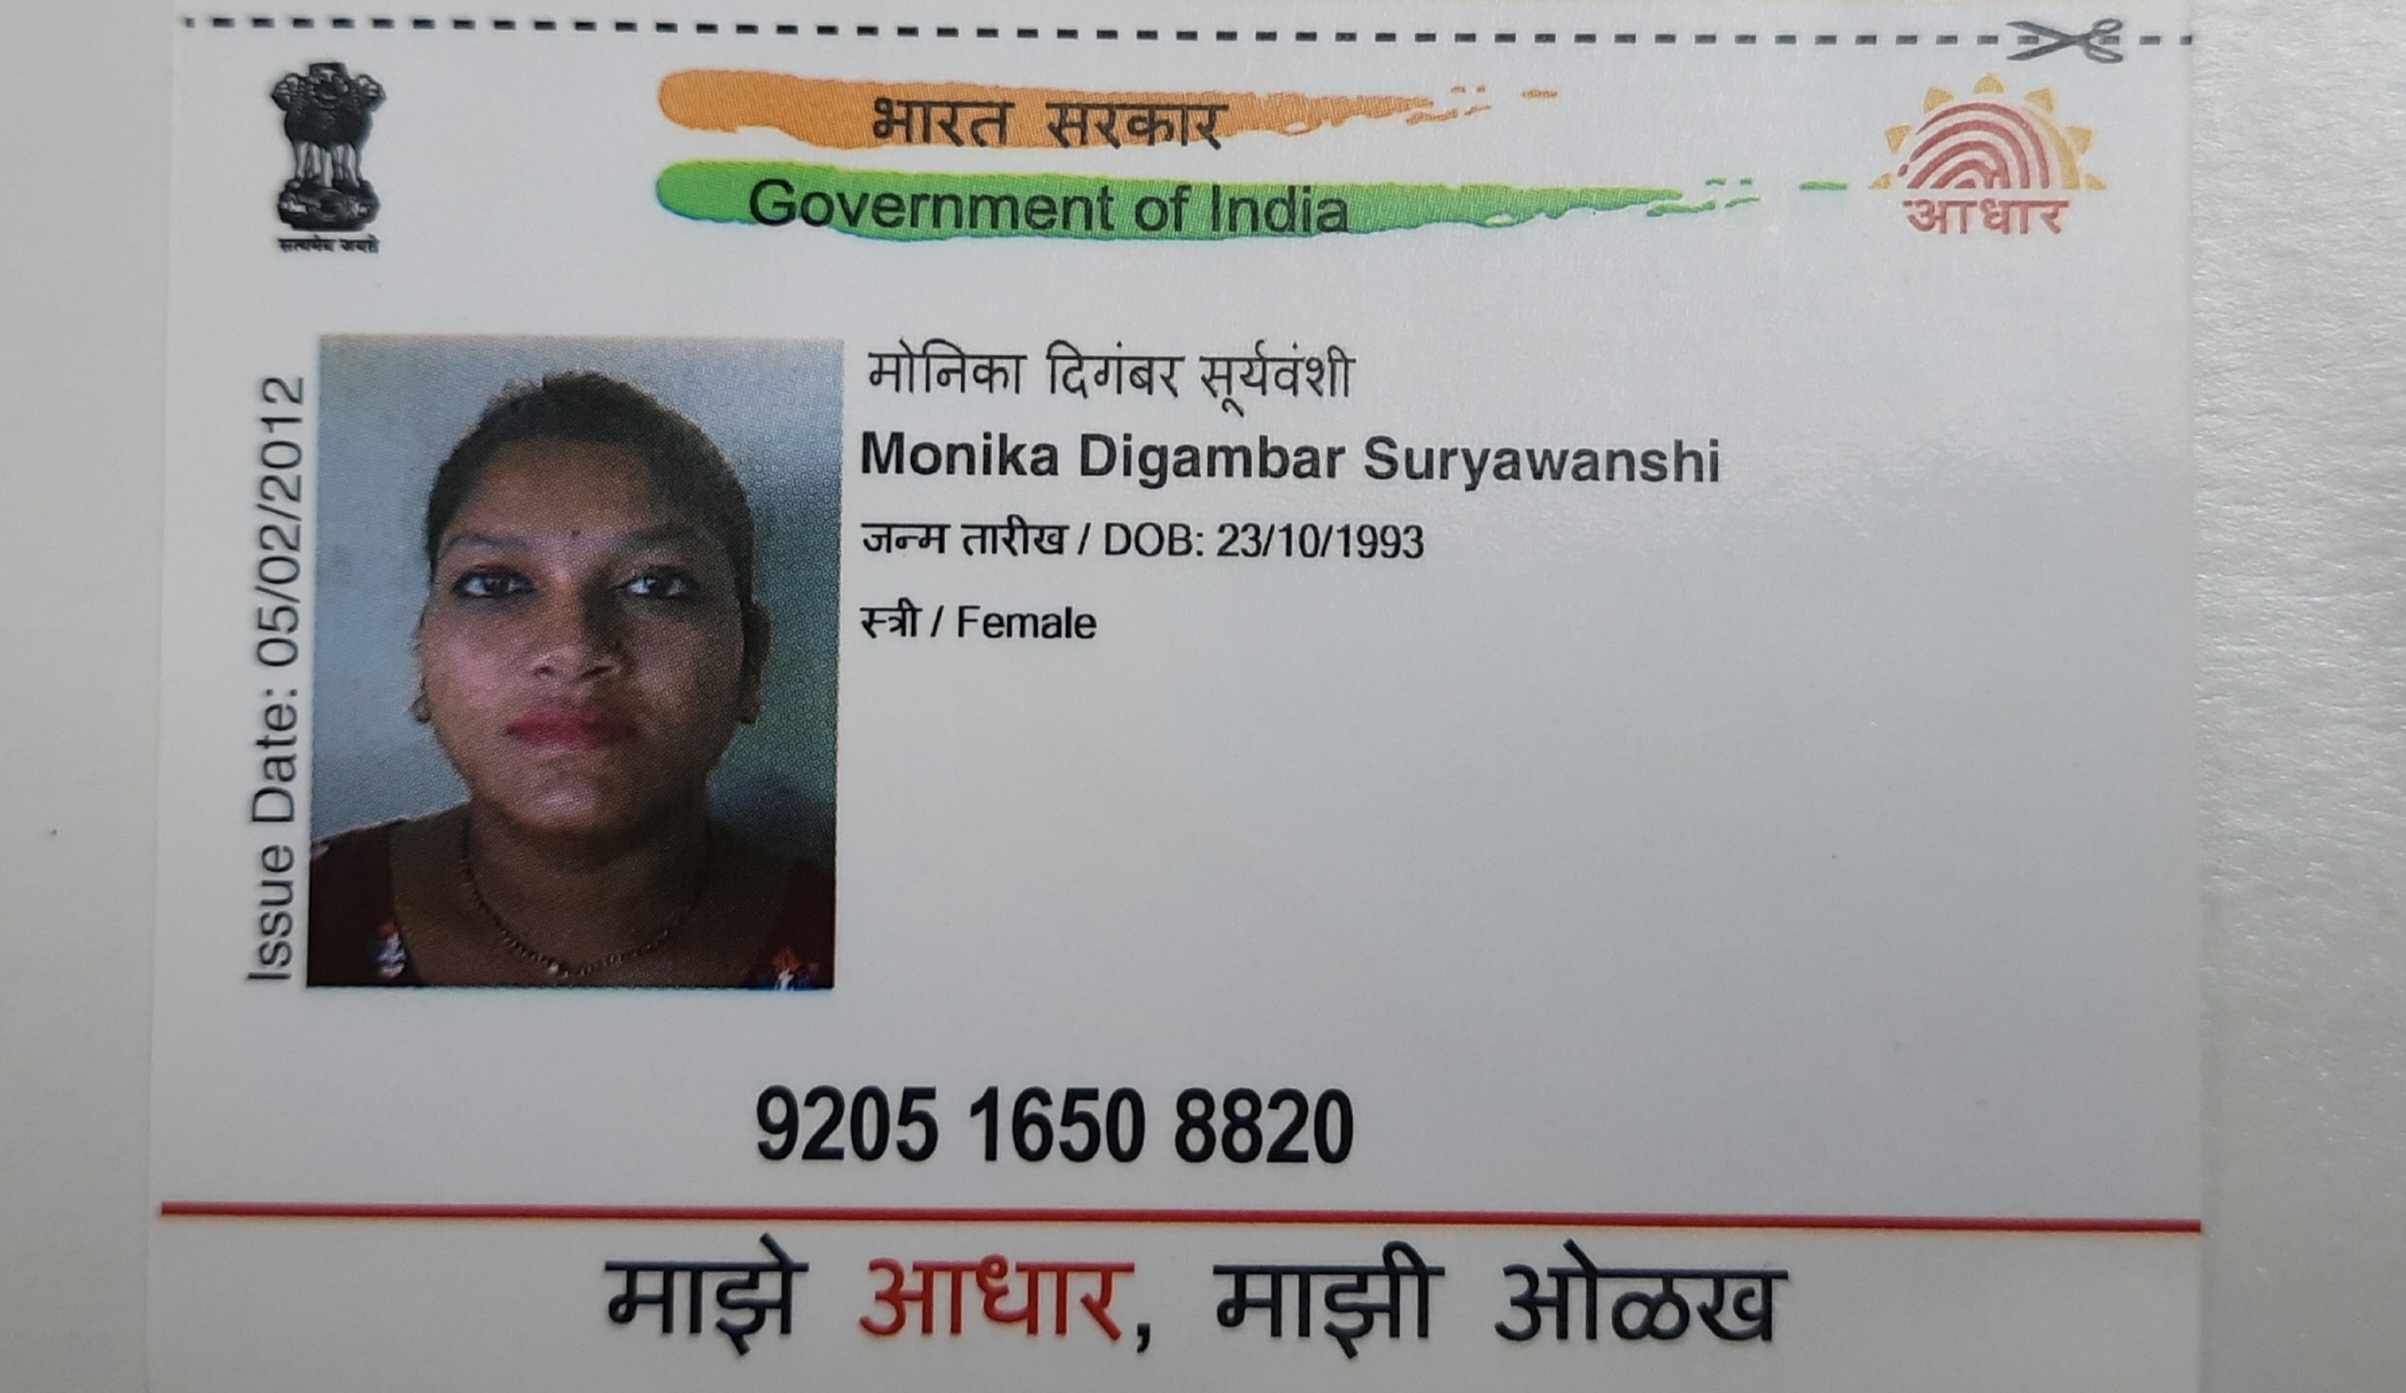 भारत सरकार
Government of India
सत्यमेव जयते
आधार
Issue Date: 05/02/2012
मोनिका दिगंबर सूर्यवंशी
Monika Digambar Suryawanshi
जन्म तारीख / DOB: 23/10/1993
स्त्री / Female
9205 1650 8820
माझे आधार, माझी ओळख